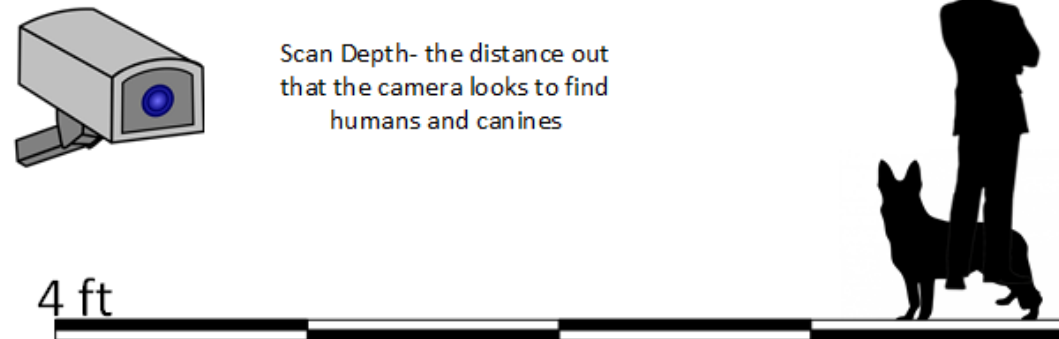 Scan Depth- the distance out
that the camera looks to find
humans and canines
4 ft